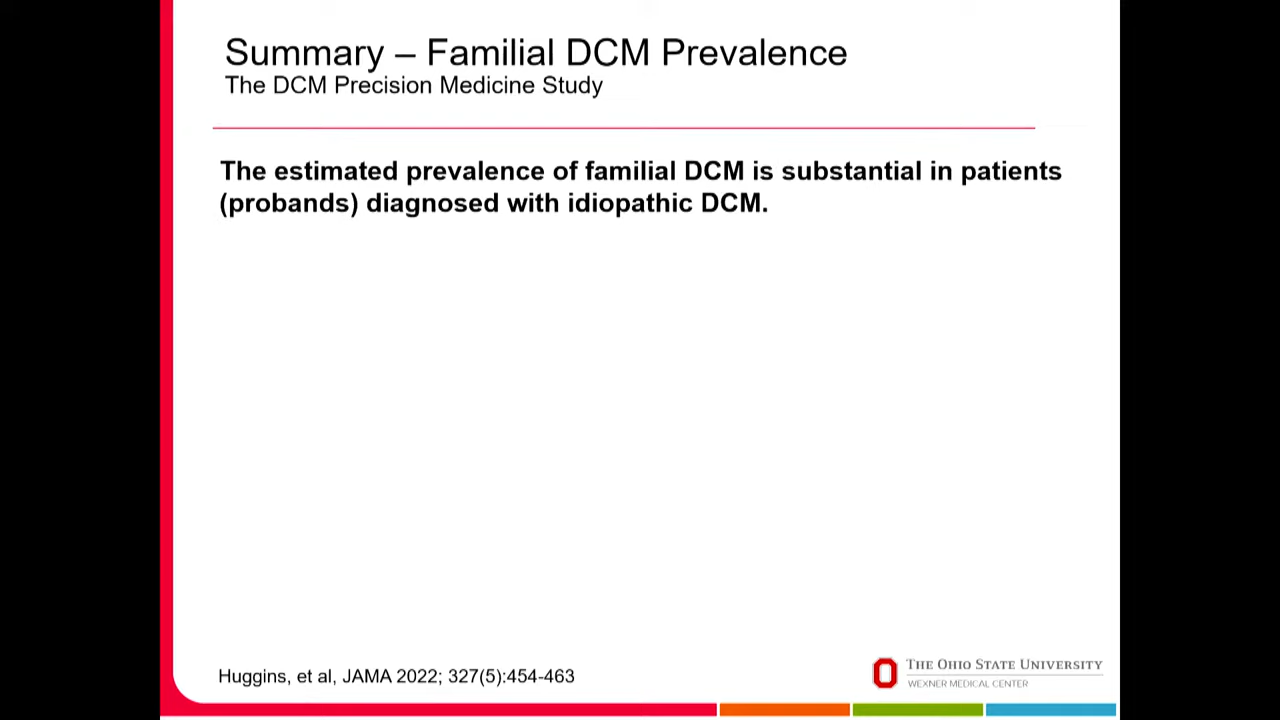 Summary – Familial DCM Prevalence
The DCM Precision Medicine Study
The estimated prevalence of familial DCM is substantial in patients
(probands) diagnosed with idiopathic DCM.
Huggins, et al, JAMA 2022; 327(5):454-463
THE OHIO STATE UNIVERSITY
WEXNER MEDICAL CENTER